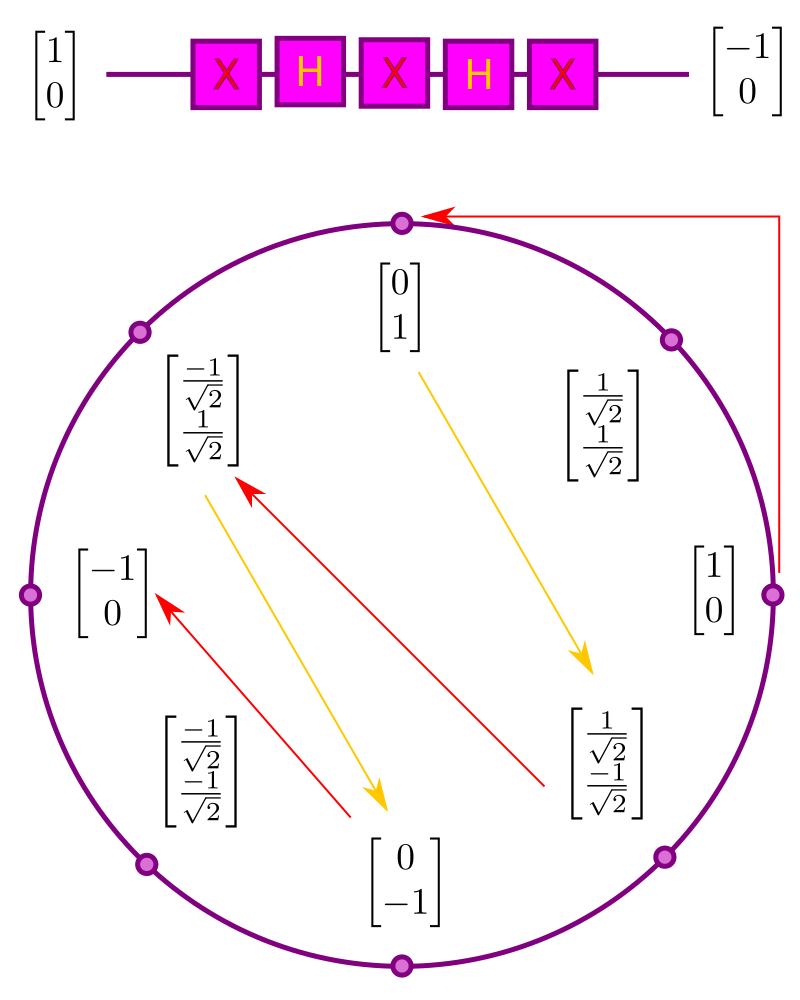 [1 0] X H X H X [-1 0]
[0 1]
[-1/√2 1/√2] [1/√2 1/√2]
[-1 0] [1 0]
[-1/√2 -1/√2] [1/√2 -1/√2]
[0 -1]